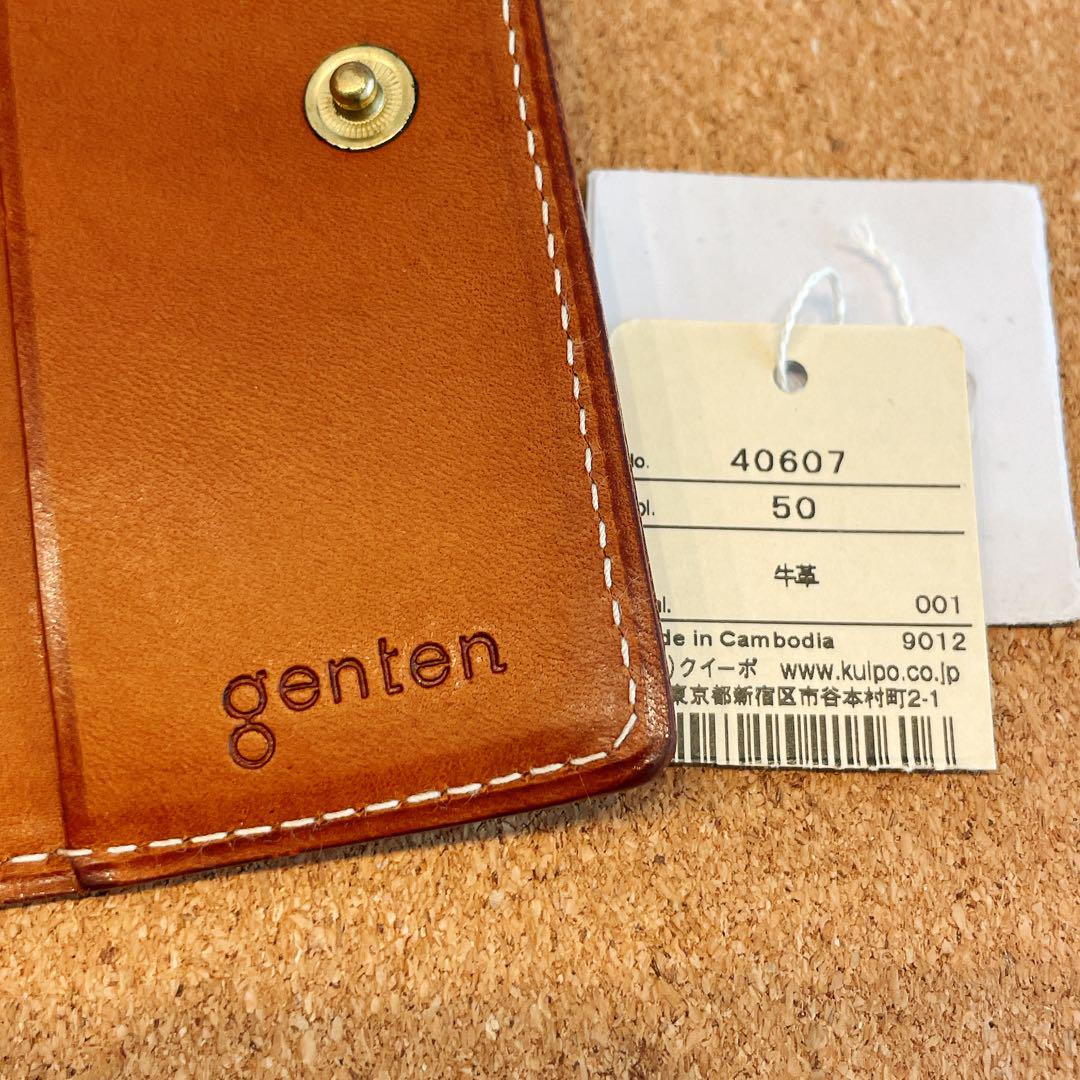 genten
40607
50
牛革
001
in Cambodia 9012
クイーポ www.kuipo.co.jp
東京都新宿区市谷本村町2-1